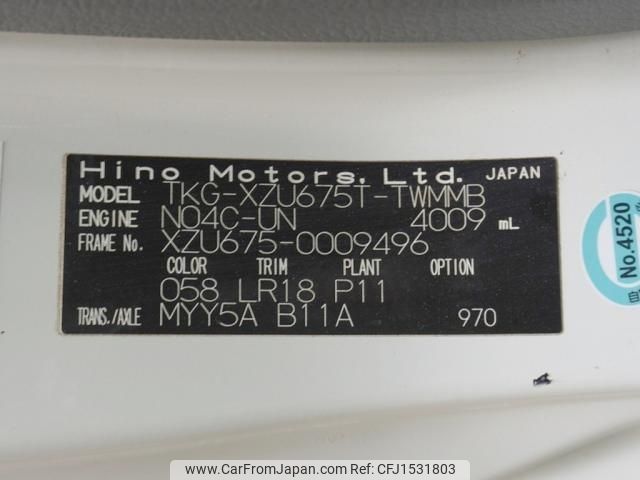 Hino Motors, Ltd. JAPAN
MODEL TKG-XZU675T-TWMMB
ENGINE N04C-UN 4009 mL
FRAME No. XZU675-0009496
COLOR TRIM PLANT OPTION
058 LR18 P11
TRANS./AXLE MYY5A B11A 970
No.4520
自
www.CarFromJapan.com - CFJ1531803